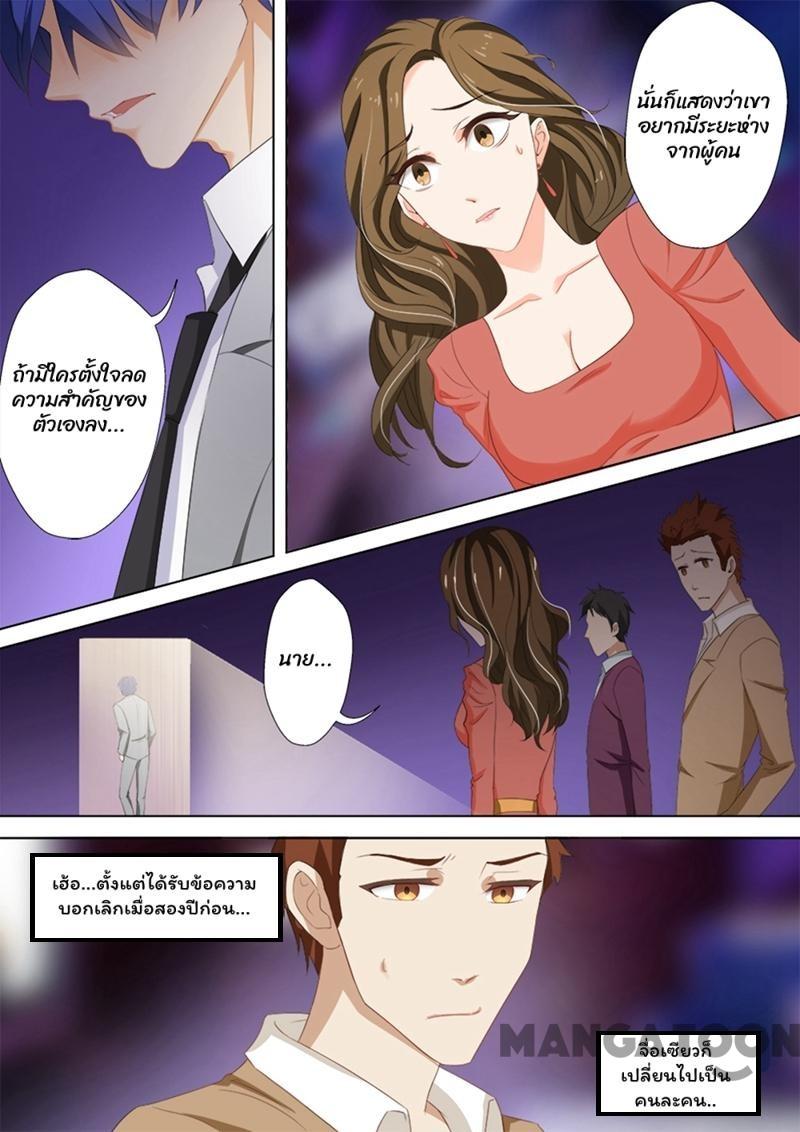 ถ้ามีใครตั้งใจลด
ความสำคัญของ
ตัวเองลง...
นั่นก็แสดงว่าเขา
อยากมีระยะห่าง
จากผู้คน
นาย...
เฮ้อ...ตั้งแต่ได้รับข้อความ
บอกเลิกเมื่อสองปีก่อน...
MANGATOON
จื่อเซียวก็
เปลี่ยนไปเป็น
คนละคน..